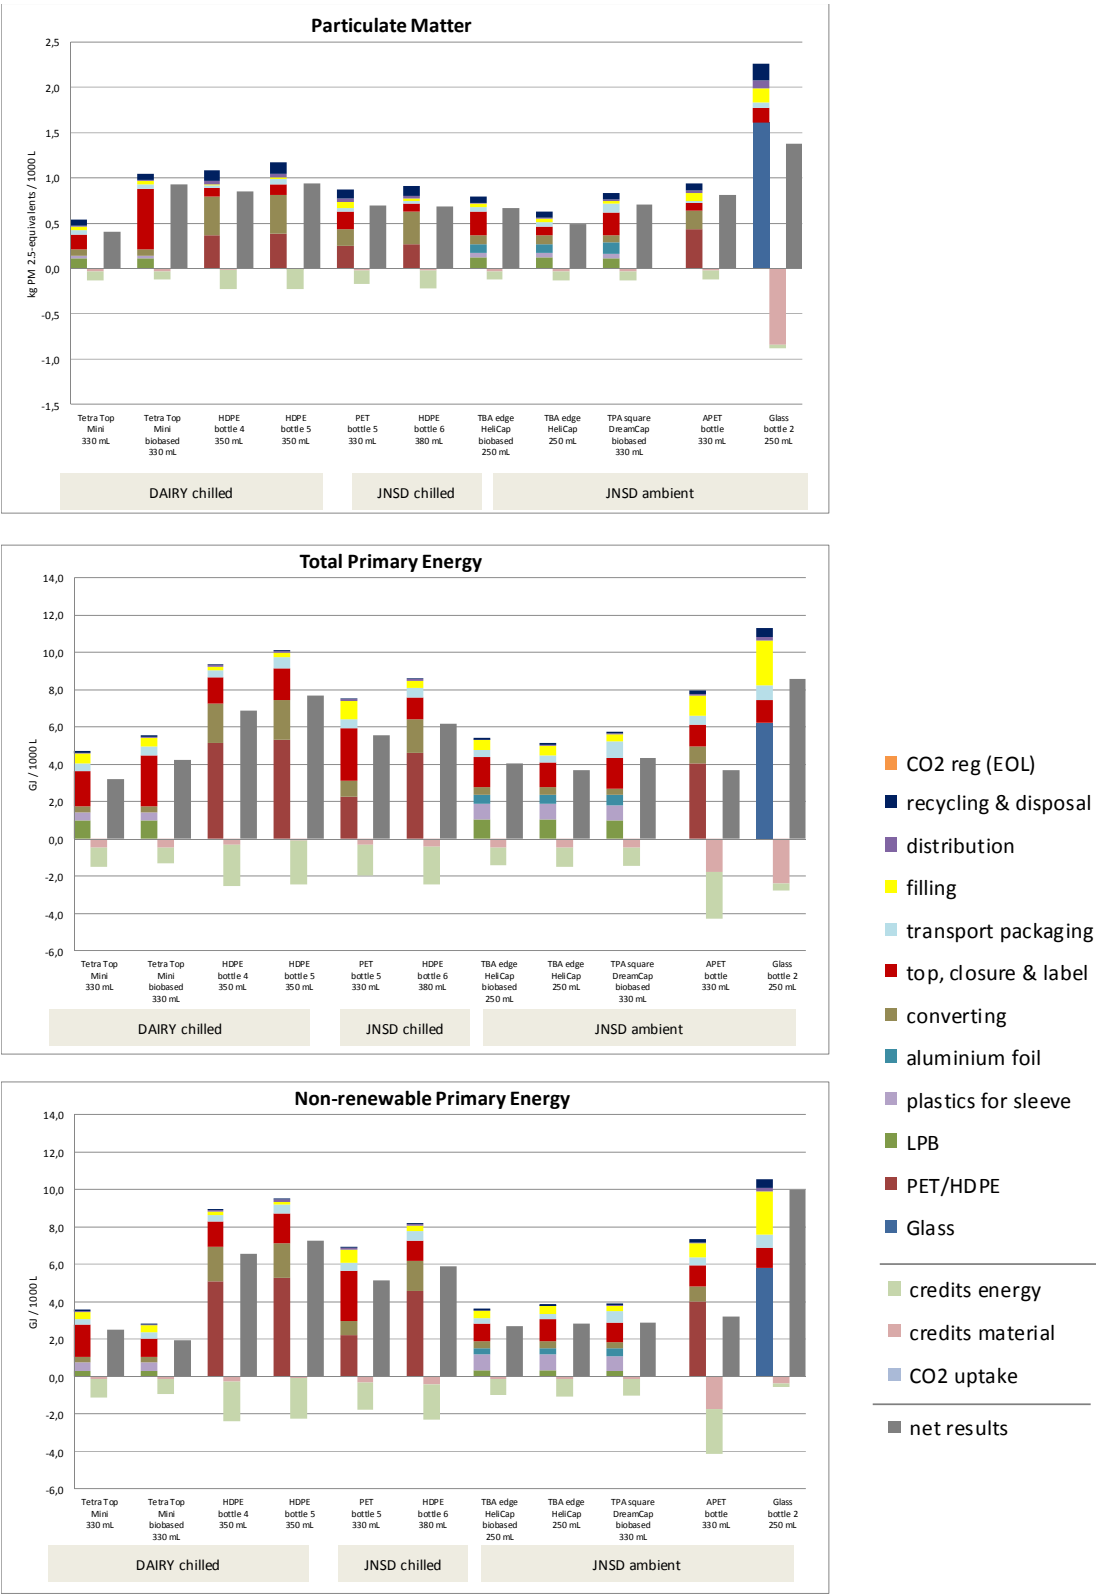 Particulate Matter
2,5
2,0
1,5
1,0
0,5
0,0
-0,5
-1,0
-1,5
kg PM 2.5-equivalents / 1000 L
Tetra Top
Mini
330 mL
Tetra Top
Mini
biobased
330 mL
HDPE
bottle 4
350 mL
HDPE
bottle 5
350 mL
PET
bottle 5
330 mL
HDPE
bottle 6
380 mL
TBA edge
HeliCap
biobased
250 mL
TBA edge
HeliCap
250 mL
TPA square
DreamCap
biobased
330 mL
APET
bottle
330 mL
Glass
bottle 2
250 mL
DAIRY chilled
JNSD chilled
JNSD ambient
Total Primary Energy
14,0
12,0
10,0
8,0
6,0
4,0
2,0
0,0
-2,0
-4,0
-6,0
GJ / 1000 L
Tetra Top
Mini
330 mL
Tetra Top
Mini
biobased
330 mL
HDPE
bottle 4
350 mL
HDPE
bottle 5
350 mL
PET
bottle 5
330 mL
HDPE
bottle 6
380 mL
TBA edge
HeliCap
biobased
250 mL
TBA edge
HeliCap
250 mL
TPA square
DreamCap
biobased
330 mL
APET
bottle
330 mL
Glass
bottle 2
250 mL
DAIRY chilled
JNSD chilled
JNSD ambient
Non-renewable Primary Energy
14,0
12,0
10,0
8,0
6,0
4,0
2,0
0,0
-2,0
-4,0
-6,0
GJ / 1000 L
Tetra Top
Mini
330 mL
Tetra Top
Mini
biobased
330 mL
HDPE
bottle 4
350 mL
HDPE
bottle 5
350 mL
PET
bottle 5
330 mL
HDPE
bottle 6
380 mL
TBA edge
HeliCap
biobased
250 mL
TBA edge
HeliCap
250 mL
TPA square
DreamCap
biobased
330 mL
APET
bottle
330 mL
Glass
bottle 2
250 mL
DAIRY chilled
JNSD chilled
JNSD ambient
CO2 reg (EOL)
recycling & disposal
distribution
filling
transport packaging
top, closure & label
converting
aluminium foil
plastics for sleeve
LPB
PET/HDPE
Glass
credits energy
credits material
CO2 uptake
net results